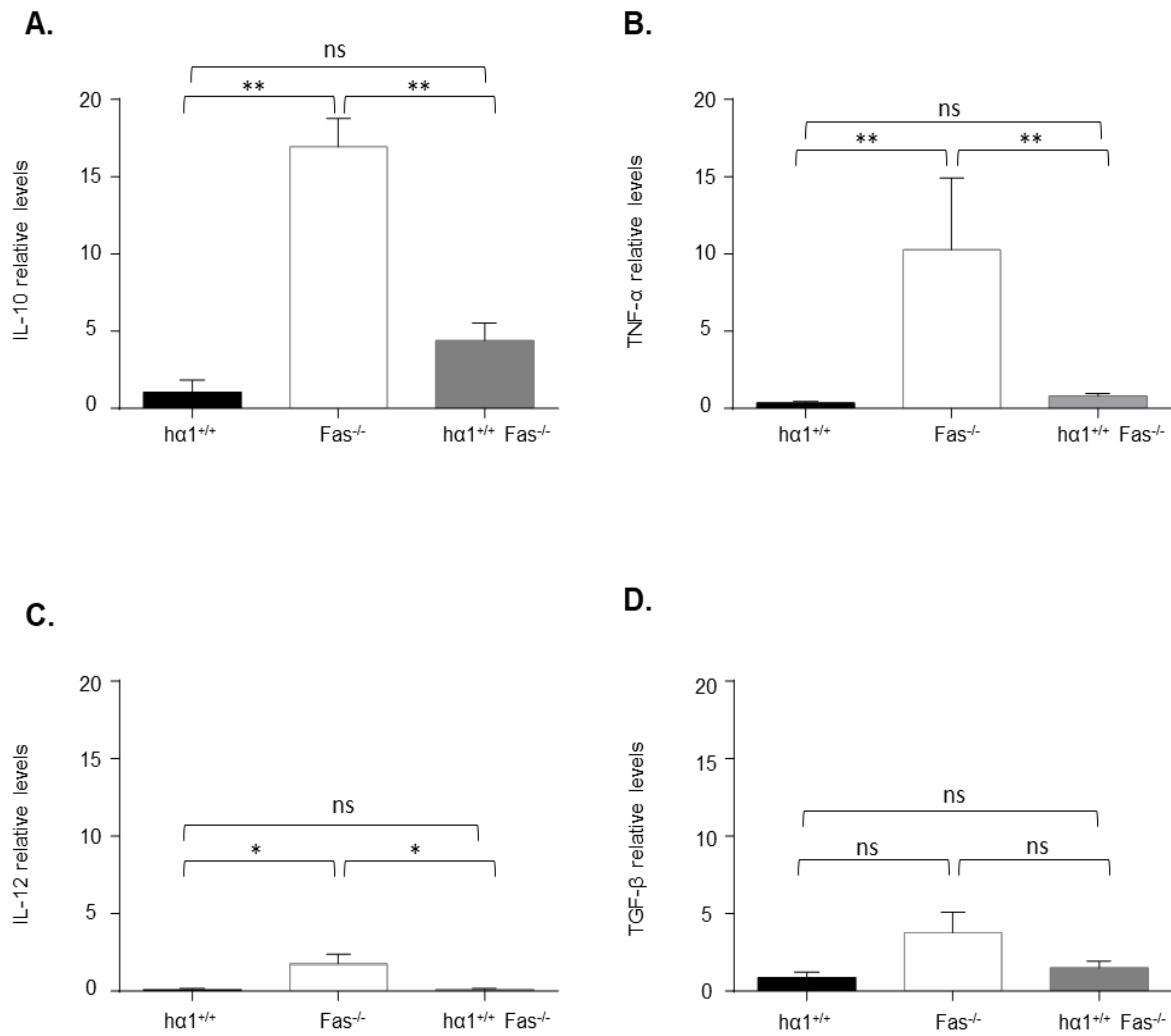 A.
ns
** **
IL-10 relative levels
20
15
10
5
0
hα1+/+ Fas-/- hα1+/+ Fas-/-
B.
ns
** **
TNF-α relative levels
20
15
10
5
0
hα1+/+ Fas-/- hα1+/+ Fas-/-
C.
ns
* *
IL-12 relative levels
20
15
10
5
0
hα1+/+ Fas-/- hα1+/+ Fas-/-
D.
ns
ns ns
TGF-β relative levels
20
15
10
5
0
hα1+/+ Fas-/- hα1+/+ Fas-/-